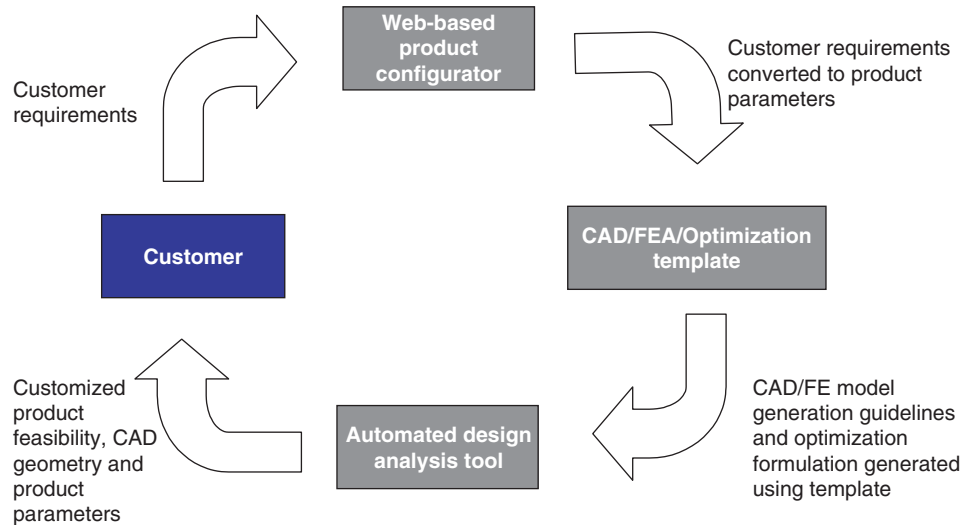 Web-based
product
configurator
Customer
requirements
Customer requirements
converted to product
parameters
Customer
CAD/FEA/Optimization
template
Customized
product
feasibility, CAD
geometry and
product
parameters
Automated design
analysis tool
CAD/FE model
generation guidelines
and optimization
formulation generated
using template